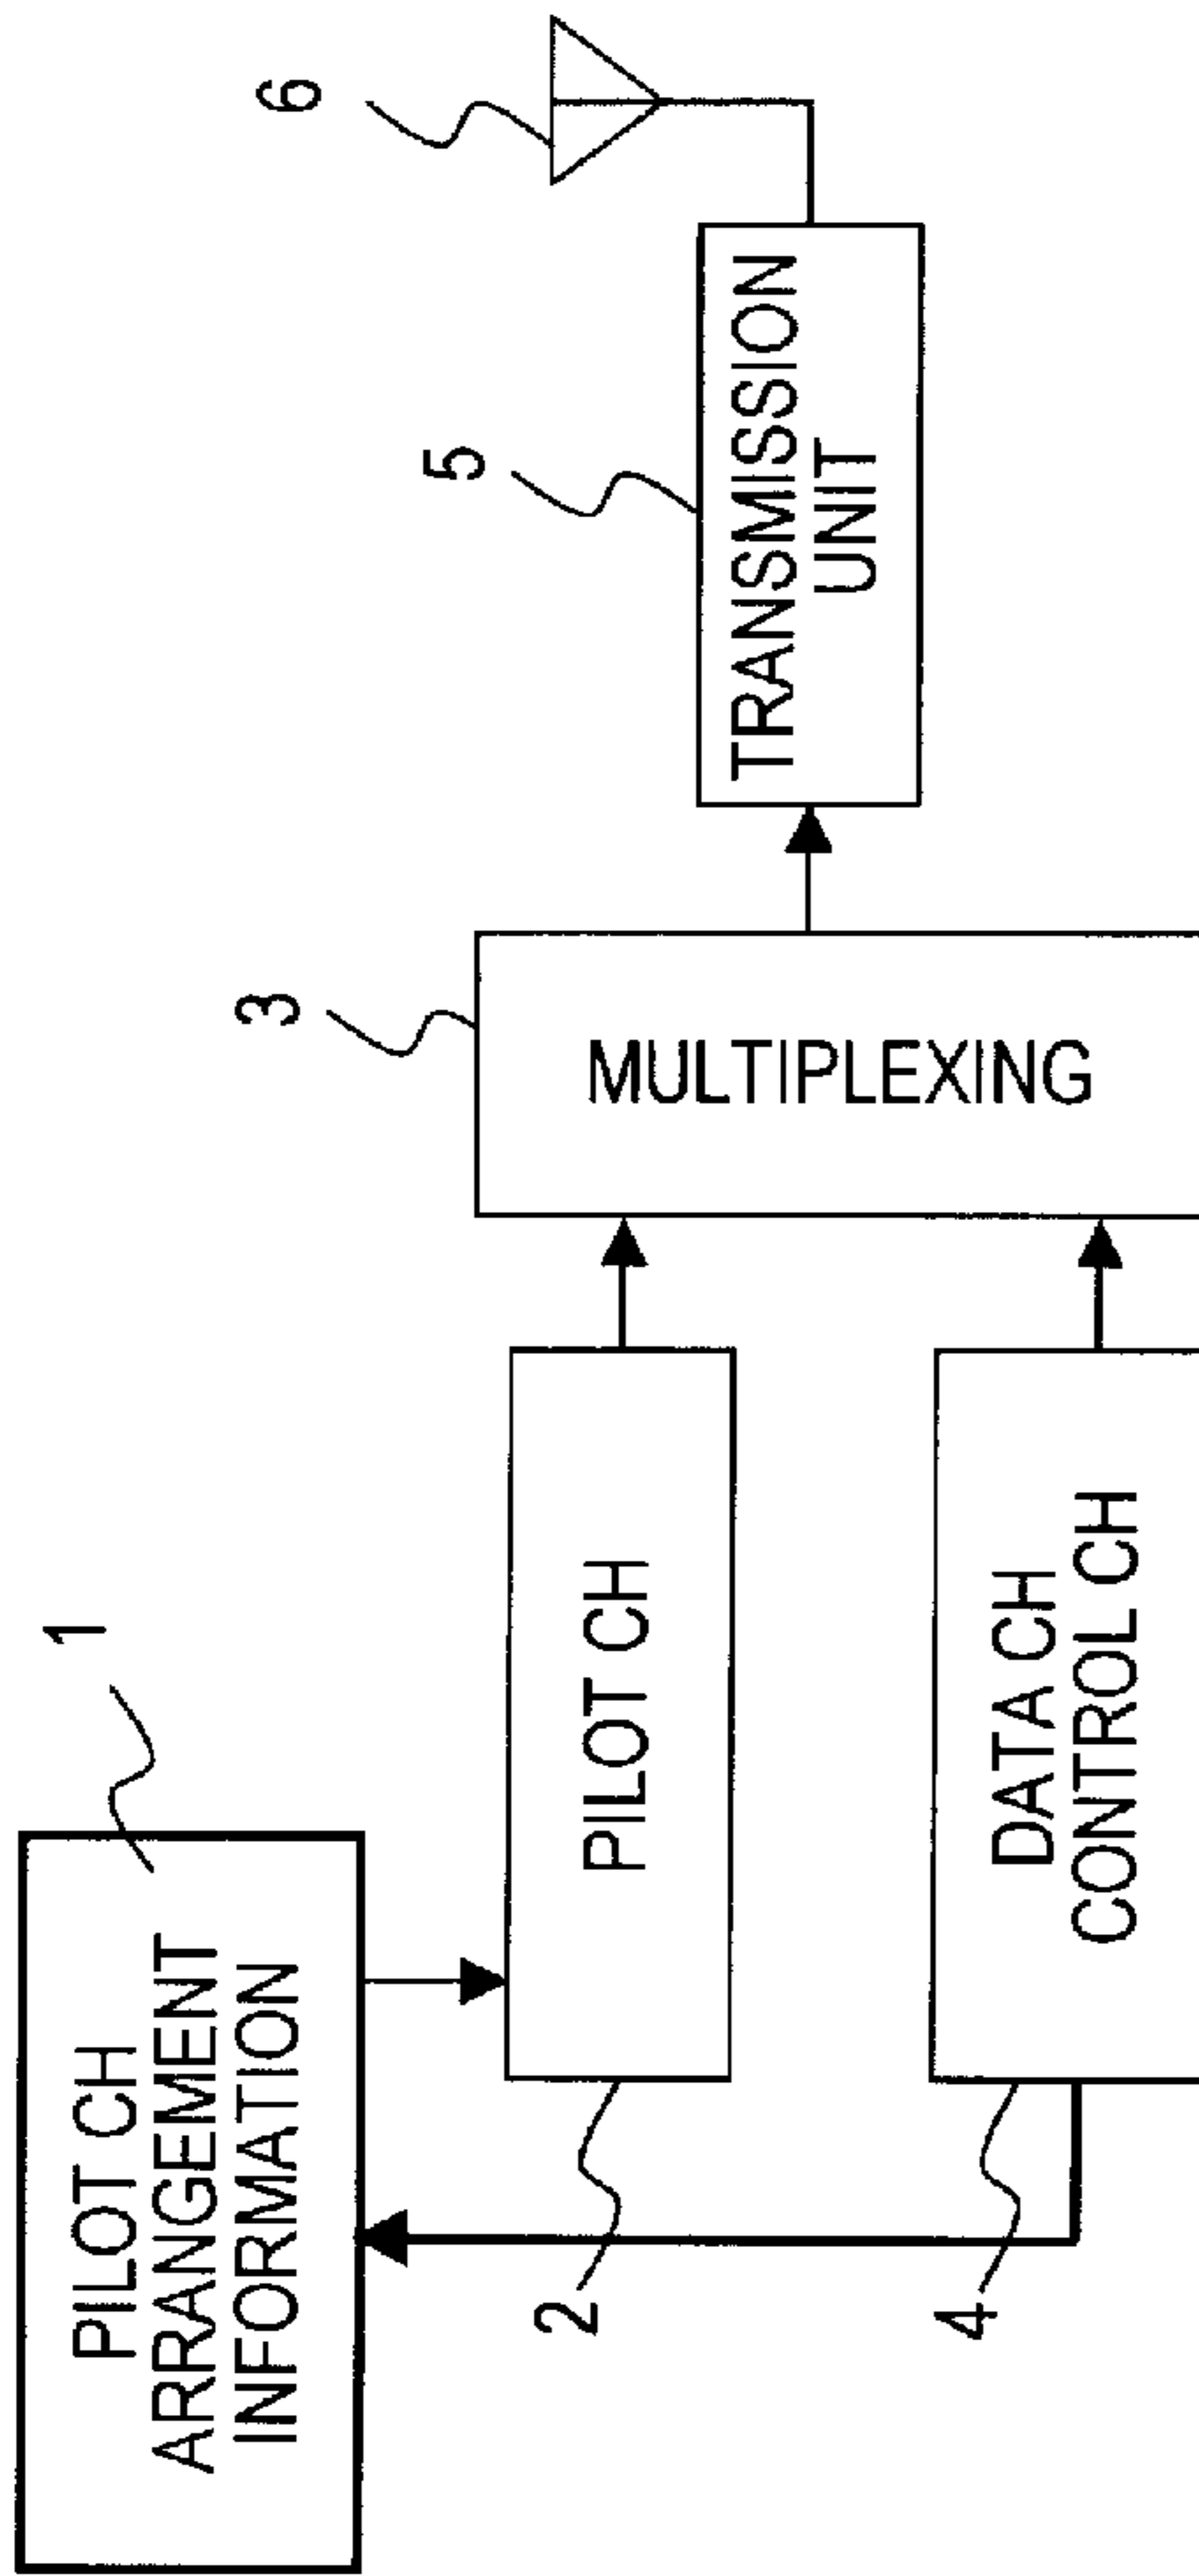 1
PILOT CH
ARRANGEMENT
INFORMATION
2
PILOT CH
3
MULTIPLEXING
4
DATA CH
CONTROL CH
5
TRANSMISSION
UNIT
6